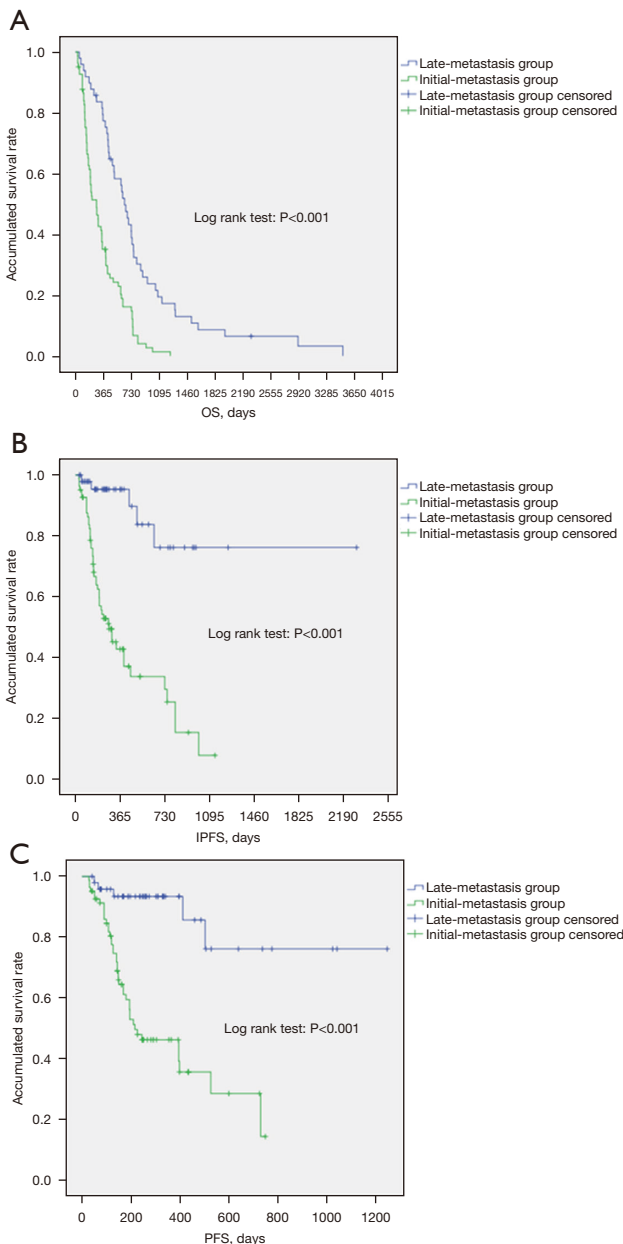 A
1.0
0.8
0.6
0.4
0.2
0.0
Accumulated survival rate
Late-metastasis group
Initial-metastasis group
Late-metastasis group censored
Initial-metastasis group censored
Log rank test: P<0.001
0 365 730 1095 1460 1825 2190 2555 2920 3285 3650 4015
OS, days
B
1.0
0.8
0.6
0.4
0.2
0.0
Accumulated survival rate
Late-metastasis group
Initial-metastasis group
Late-metastasis group censored
Initial-metastasis group censored
Log rank test: P<0.001
0 365 730 1095 1460 1825 2190 2555
IPFS, days
C
1.0
0.8
0.6
0.4
0.2
0.0
Accumulated survival rate
Late-metastasis group
Initial-metastasis group
Late-metastasis group censored
Initial-metastasis group censored
Log rank test: P<0.001
0 200 400 600 800 1000 1200
PFS, days